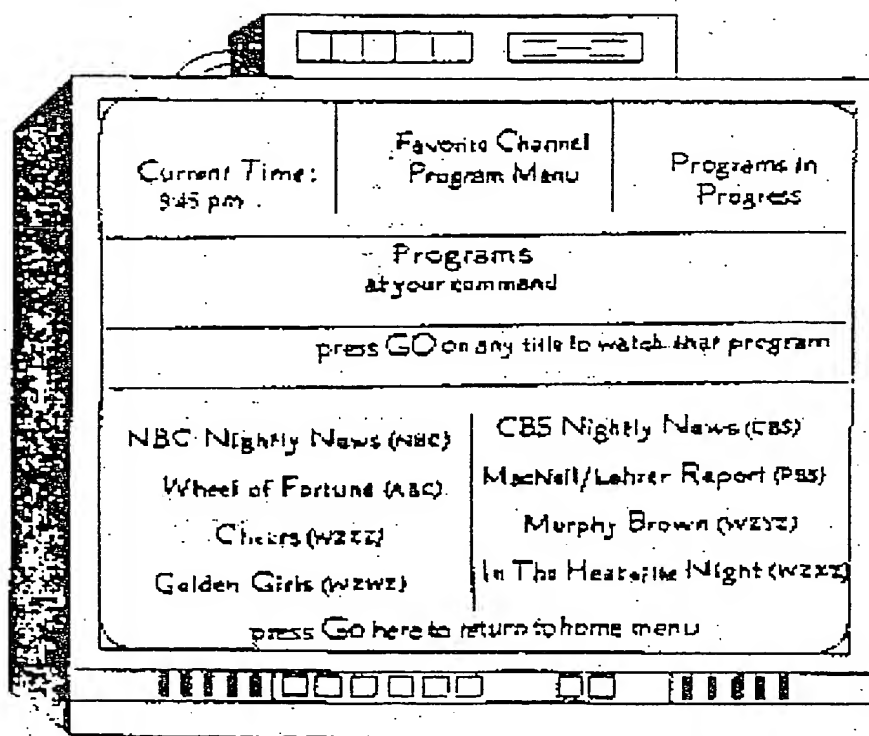 Current Time:
pm
Favorite Channel
Program Menu
Programs In
Progress
Programs
at your command
press GO on any title to watch that program
NBC Nightly News (NBC)
Wheel of Fortune (ABC)
Cheers
Golden Girls (WZWZ)
CBS Nightly News (CBS)
MacNeil/Lehrer Report (PBS)
Murphy Brown (WZYZ)
In The Heat of the Night (WZXZ)
press Go here to return to home menu